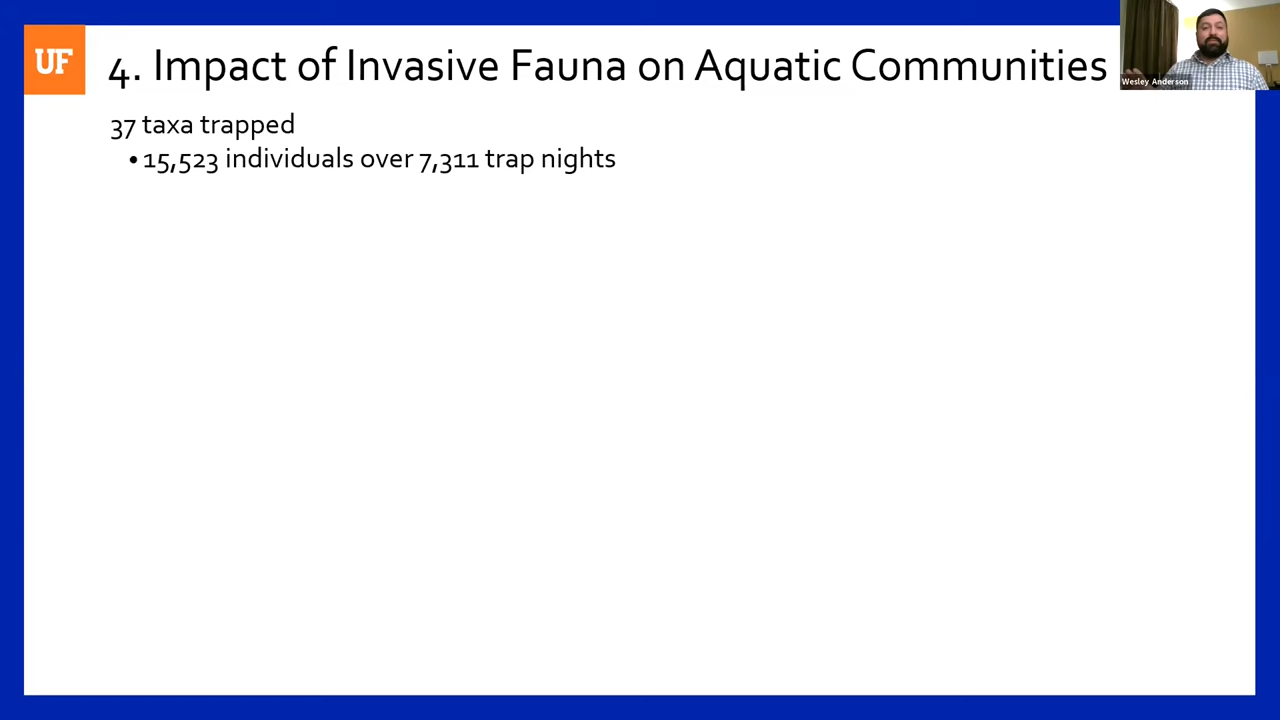 UF
4. Impact of Invasive Fauna on Aquatic Communities
Wesley Anderson
37 taxa trapped
• 15,523 individuals over 7,311 trap nights